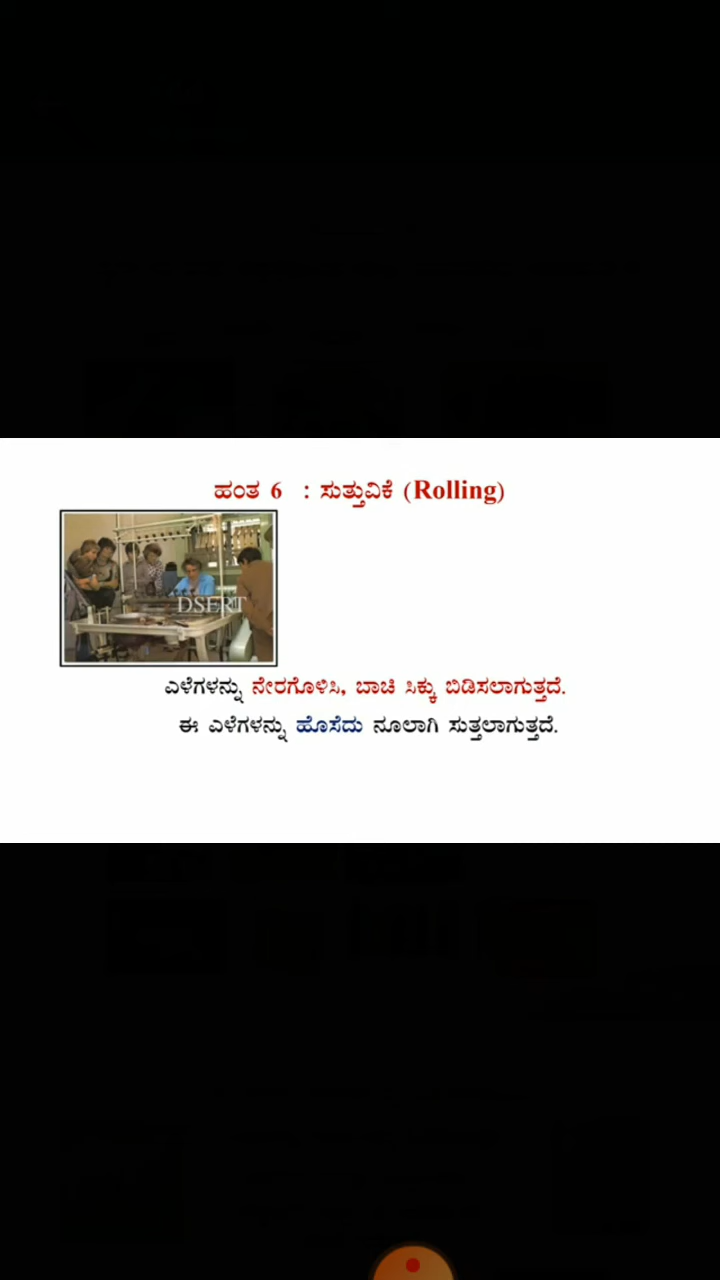 ಹಂತ 6 : ಸುತ್ತುವಿಕೆ (Rolling)
DSERT
ಎಳೆಗಳನ್ನು ನೇರಗೊಳಿಸಿ, ಬಾಚಿ ಸಿಕ್ಕು ಬಿಡಿಸಲಾಗುತ್ತದೆ.
ಈ ಎಳೆಗಳನ್ನು ಹೊಸೆದು ನೂಲಾಗಿ ಸುತ್ತಲಾಗುತ್ತದೆ.